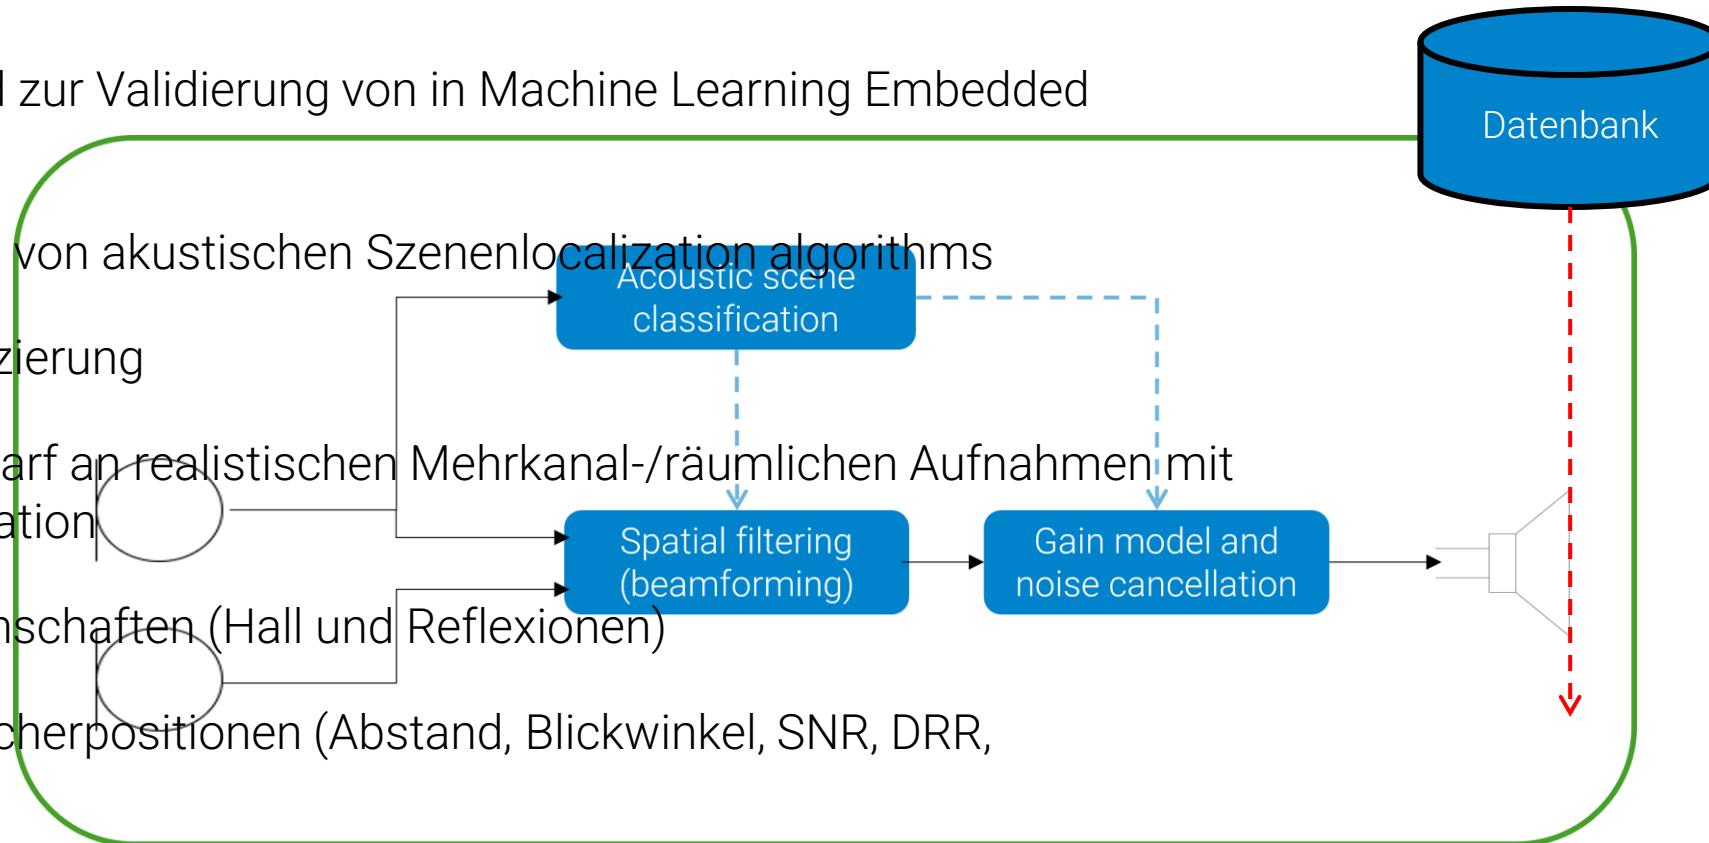 zur Validierung von in Machine Learning Embedded
Datenbank
von akustischen Szenenlocalization algorithms
Acoustic scene
classification
zierung
arf an realistischen Mehrkanal-/räumlichen Aufnahmen mit
ation
Spatial filtering
(beamforming)
Gain model and
noise cancellation
nschaften (Hall und Reflexionen)
cherpositionen (Abstand, Blickwinkel, SNR, DRR,